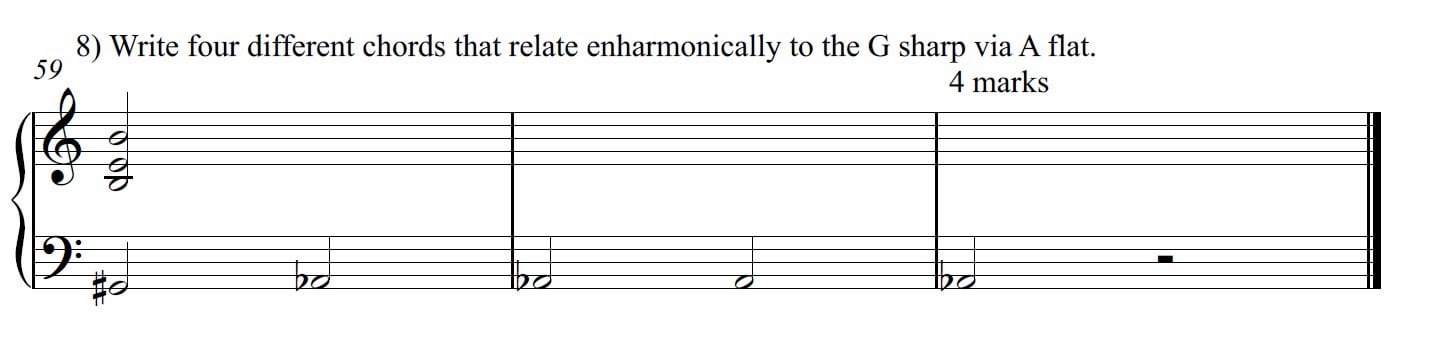 8) Write four different chords that relate enharmonically to the G sharp via A flat.
59
4 marks